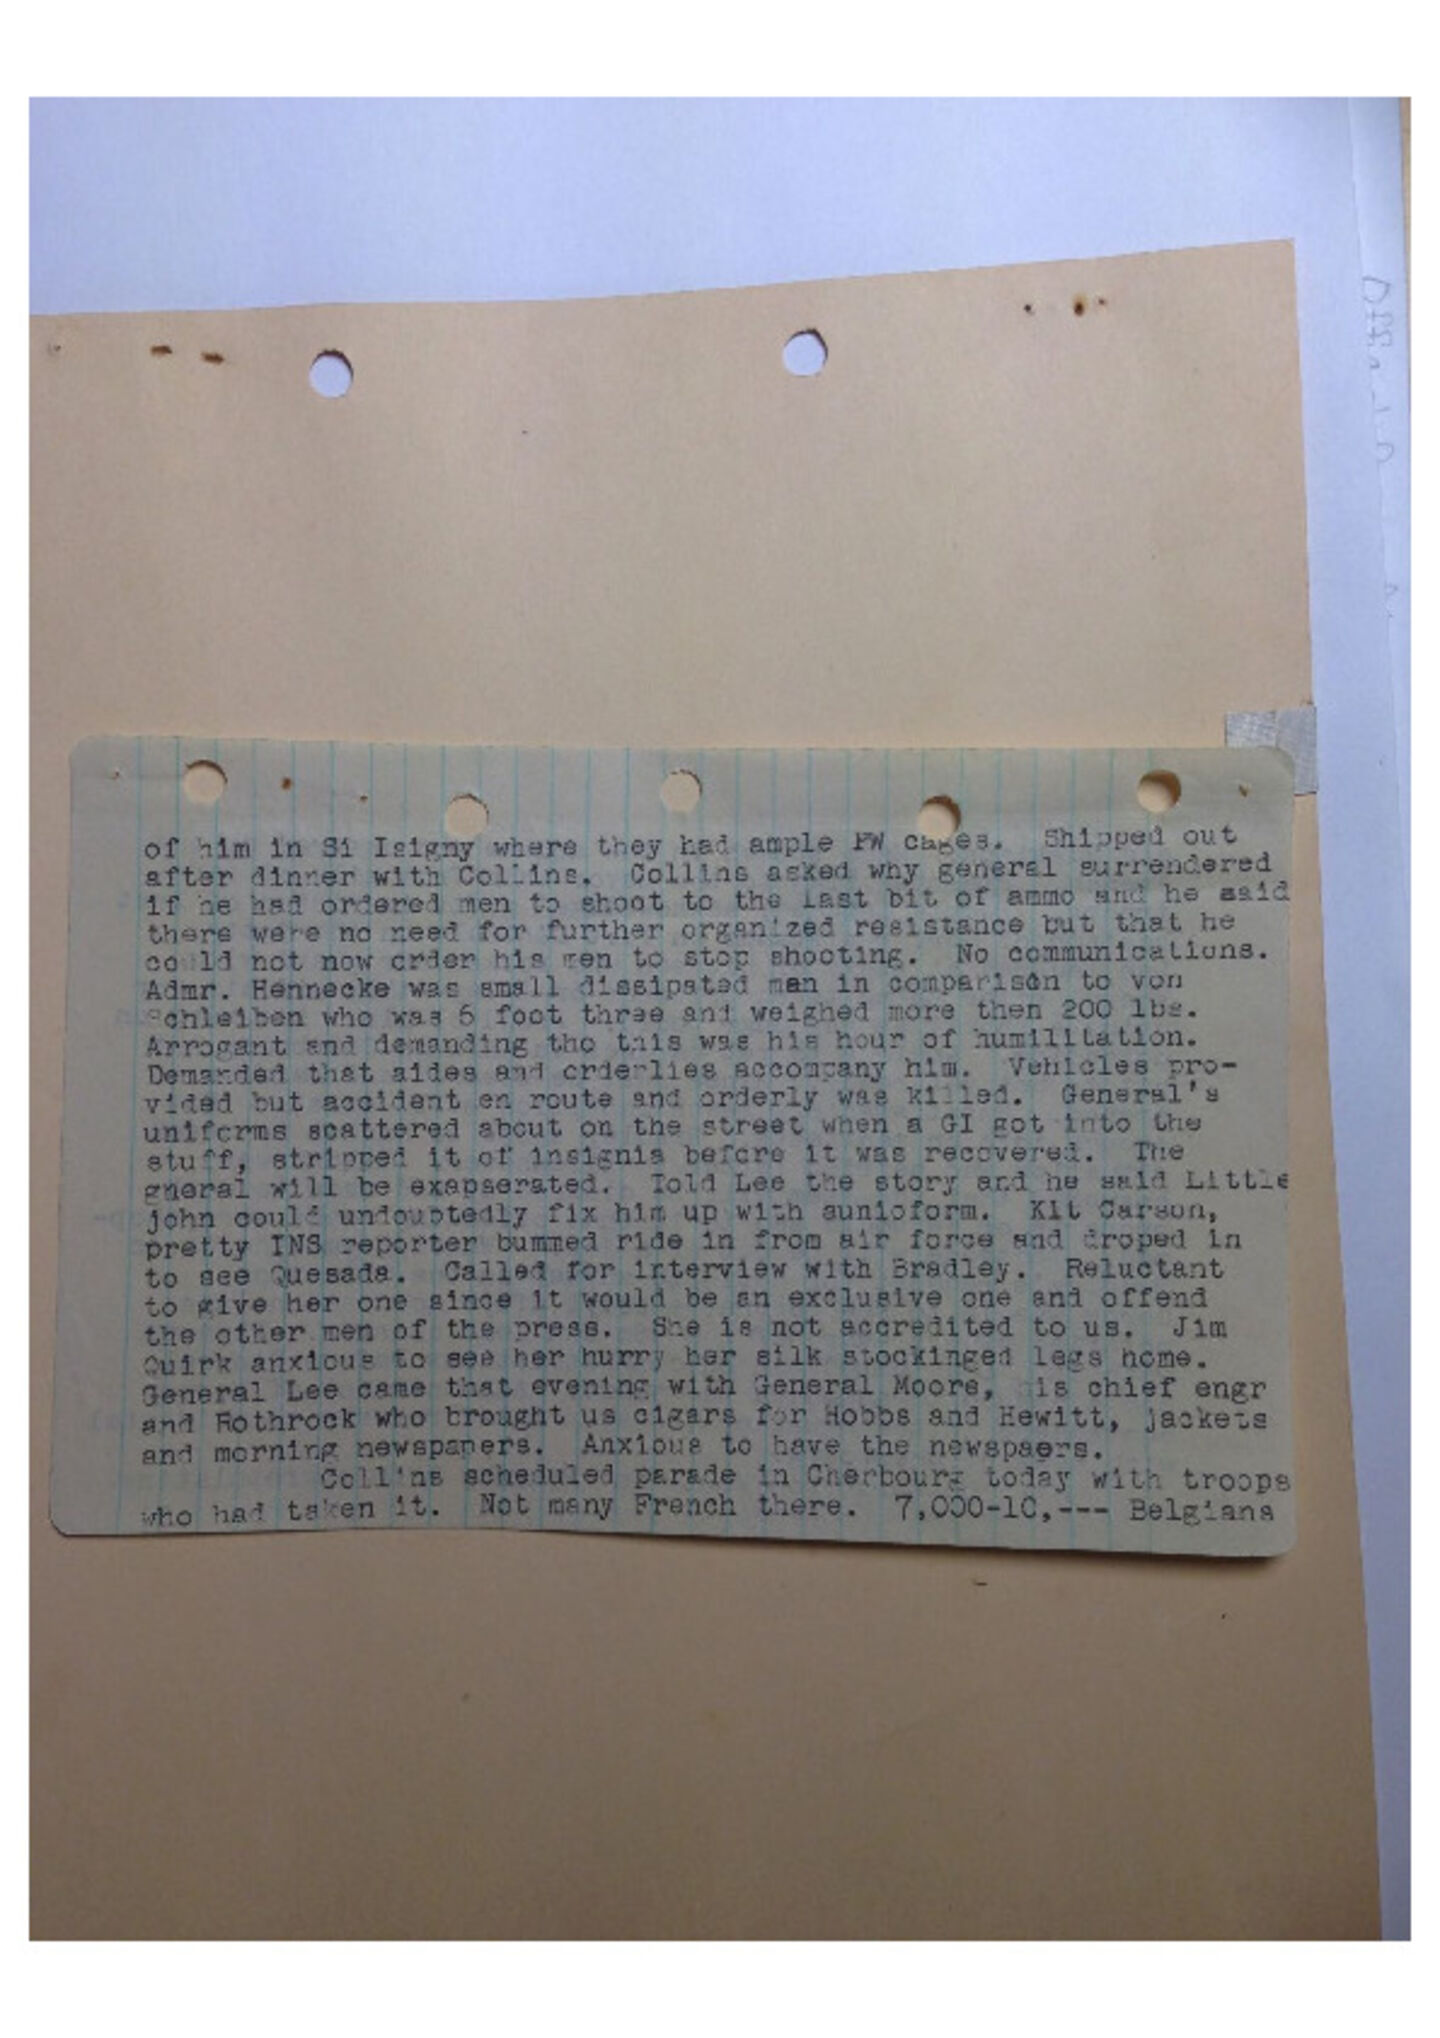 of him in Si Isigny where they had ample PW cages. Shipped out
after dinner with Collins. Collins asked why general surrendered
if he had ordered men to shoot to the last bit of ammo and he said
there were no need for further organized resistance but that he
could not now order his men to stop shooting. No communications.
Admr. Hennecke was small dissipated man in comparison to von
Schleiben who was 6 foot three and weighed more then 200 lbs.
Arrogant and demanding tho this was his hour of humilitation.
Demanded that aides and orderlies accompany him. Vehicles pro-
vided but accident en route and orderly was killed. General's
uniforms scattered about on the street when a GI got into the
stuff, stripped it of insignia before it was recovered. The
gneral will be exapserated. Told Lee the story and he said Little
john could undoubtedly fix him up with aunioform. Kit Carson,
pretty INS reporter bummed ride in from air force and droped in
to see Quesada. Called for interview with Bradley. Reluctant
to give her one since it would be an exclusive one and offend
the other men of the press. She is not accredited to us. Jim
Quirk anxious to see her hurry her silk stockinged legs home.
General Lee came that evening with General Moore, his chief engr
and Rothrock who brought us cigars for Hobbs and Hewitt, jackets
and morning newspapers. Anxious to have the newspaers.
Collins scheduled parade in Cherbourg today with troops
who had taken it. Not many French there. 7,000-10,--- Belgians